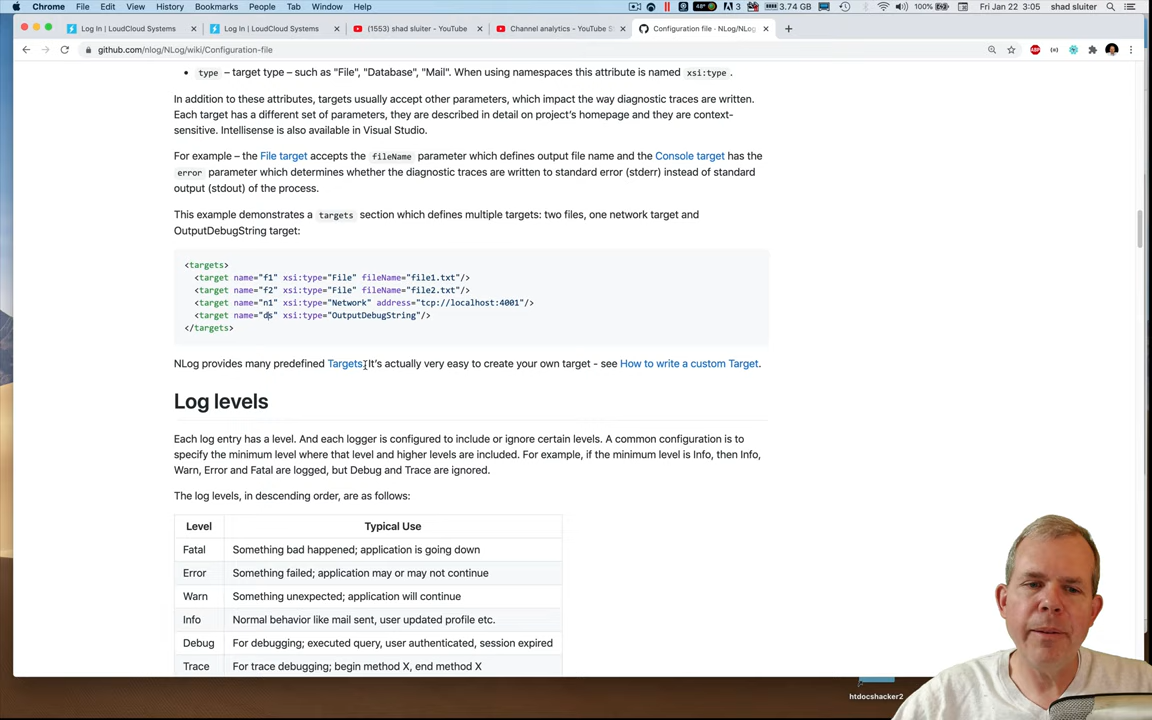 Chrome File Edit View History Bookmarks People Tab Window Help 48° 3 3.74 GB 100% Fri Jan 22 3:05 shad sluiter
Log In | LoudCloud Systems Log In | LoudCloud Systems (1553) shad sluiter - YouTube Channel analytics - YouTube S Configuration file · NLog/NLog
github.com/nlog/NLog/wiki/Configuration-file
• type – target type – such as "File", "Database", "Mail". When using namespaces this attribute is named xsi:type.
In addition to these attributes, targets usually accept other parameters, which impact the way diagnostic traces are written.
Each target has a different set of parameters, they are described in detail on project's homepage and they are context-
sensitive. Intellisense is also available in Visual Studio.
For example – the File target accepts the fileName parameter which defines output file name and the Console target has the
error parameter which determines whether the diagnostic traces are written to standard error (stderr) instead of standard
output (stdout) of the process.
This example demonstrates a targets section which defines multiple targets: two files, one network target and
OutputDebugString target:
<targets>
<target name="f1" xsi:type="File" fileName="file1.txt"/>
<target name="f2" xsi:type="File" fileName="file2.txt"/>
<target name="n1" xsi:type="Network" address="tcp://localhost:4001"/>
<target name="ds" xsi:type="OutputDebugString"/>
</targets>
NLog provides many predefined Targets. It's actually very easy to create your own target - see How to write a custom Target.
Log levels
Each log entry has a level. And each logger is configured to include or ignore certain levels. A common configuration is to
specify the minimum level where that level and higher levels are included. For example, if the minimum level is Info, then Info,
Warn, Error and Fatal are logged, but Debug and Trace are ignored.
The log levels, in descending order, are as follows:
Level Typical Use
Fatal Something bad happened; application is going down
Error Something failed; application may or may not continue
Warn Something unexpected; application will continue
Info Normal behavior like mail sent, user updated profile etc.
Debug For debugging; executed query, user authenticated, session expired
Trace For trace debugging; begin method X, end method X
htdocshacker2